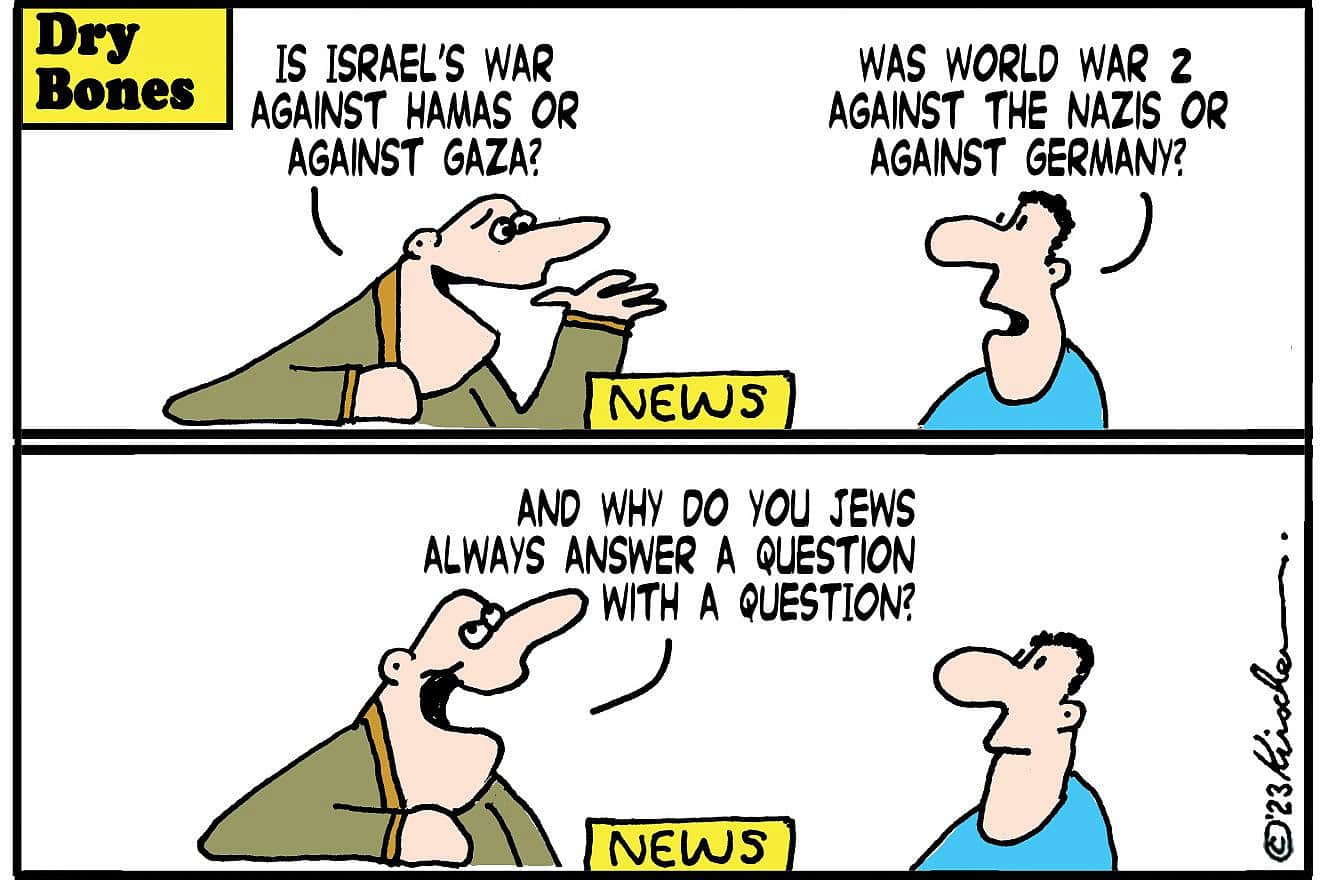 Dry
Bones
IS ISRAEL'S WAR
AGAINST HAMAS OR
AGAINST GAZA?
WAS WORLD WAR 2
AGAINST THE NAZIS OR
AGAINST GERMANY?
NEWS
AND WHY DO YOU JEWS
ALWAYS ANSWER A QUESTION
WITH A QUESTION?
NEWS
©'23 Kirschen